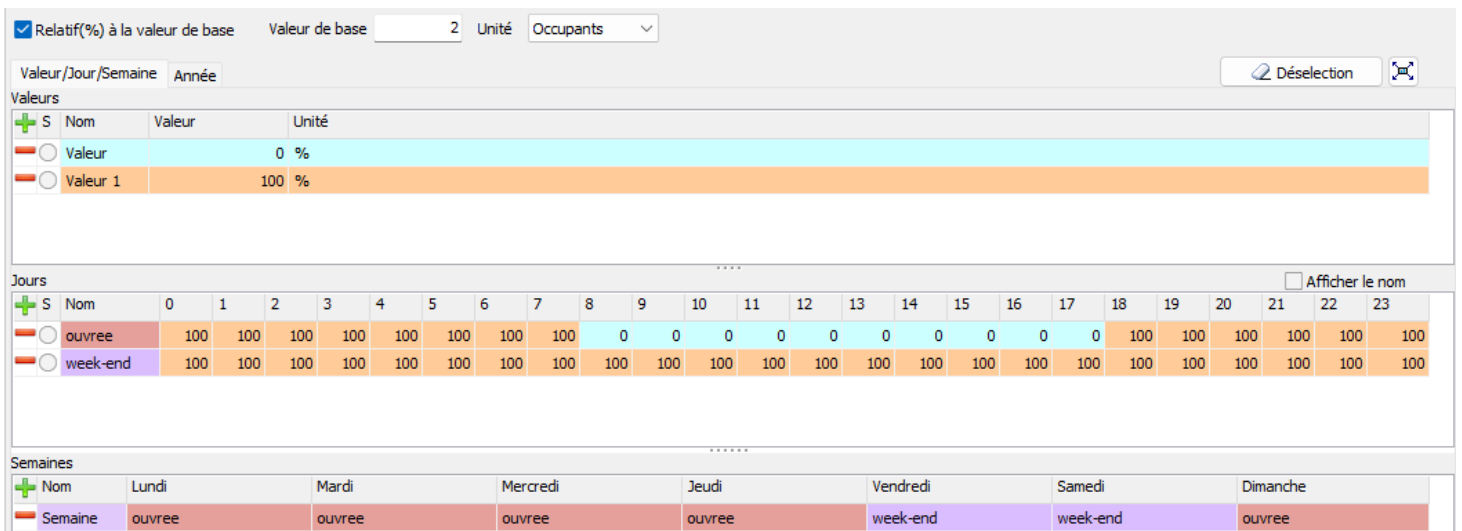 Relatif(%) à la valeur de base Valeur de base 2 Unité Occupants
Valeur/Jour/Semaine Année Déselection
Valeurs
S Nom Valeur Unité
Valeur 0 %
Valeur 1 100 %
Jours Afficher le nom
S Nom 0 1 2 3 4 5 6 7 8 9 10 11 12 13 14 15 16 17 18 19 20 21 22 23
ouvree 100 100 100 100 100 100 100 100 0 0 0 0 0 0 0 0 0 0 100 100 100 100 100 100
week-end 100 100 100 100 100 100 100 100 100 100 100 100 100 100 100 100 100 100 100 100 100 100 100 100
Semaines
Nom Lundi Mardi Mercredi Jeudi Vendredi Samedi Dimanche
Semaine ouvree ouvree ouvree ouvree week-end week-end ouvree